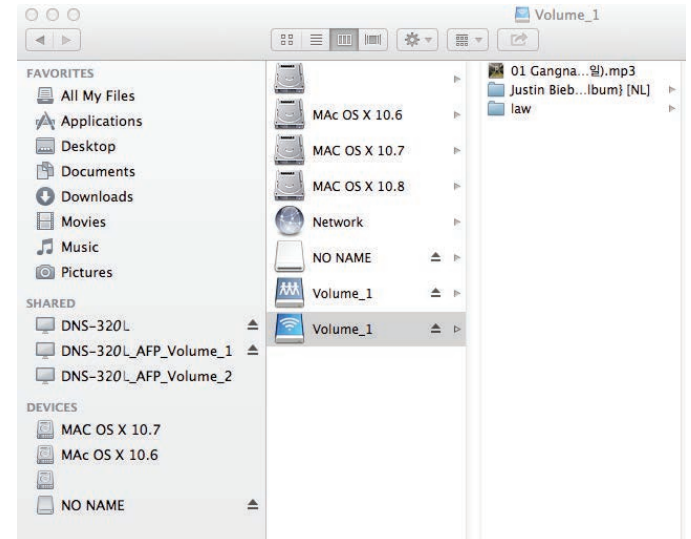 Volume_1
FAVORITES
All My Files
Applications
Desktop
Documents
Downloads
Movies
Music
Pictures
SHARED
DNS-320L
DNS-320L_AFP_Volume_1
DNS-320L_AFP_Volume_2
DEVICES
MAC OS X 10.7
MAc OS X 10.6
NO NAME
MAc OS X 10.6
MAC OS X 10.7
MAC OS X 10.8
Network
NO NAME
Volume_1
Volume_1
01 Gangna...일).mp3
Justin Bieb...lbum} [NL]
law